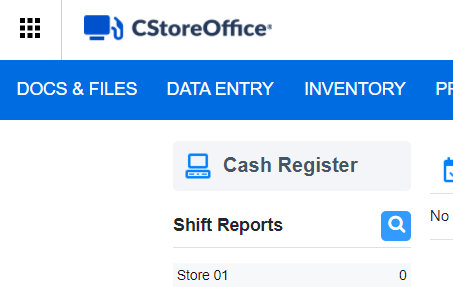 CStoreOffice®
DOCS & FILES DATA ENTRY INVENTORY
Cash Register
Shift Reports
No
Store 01 0